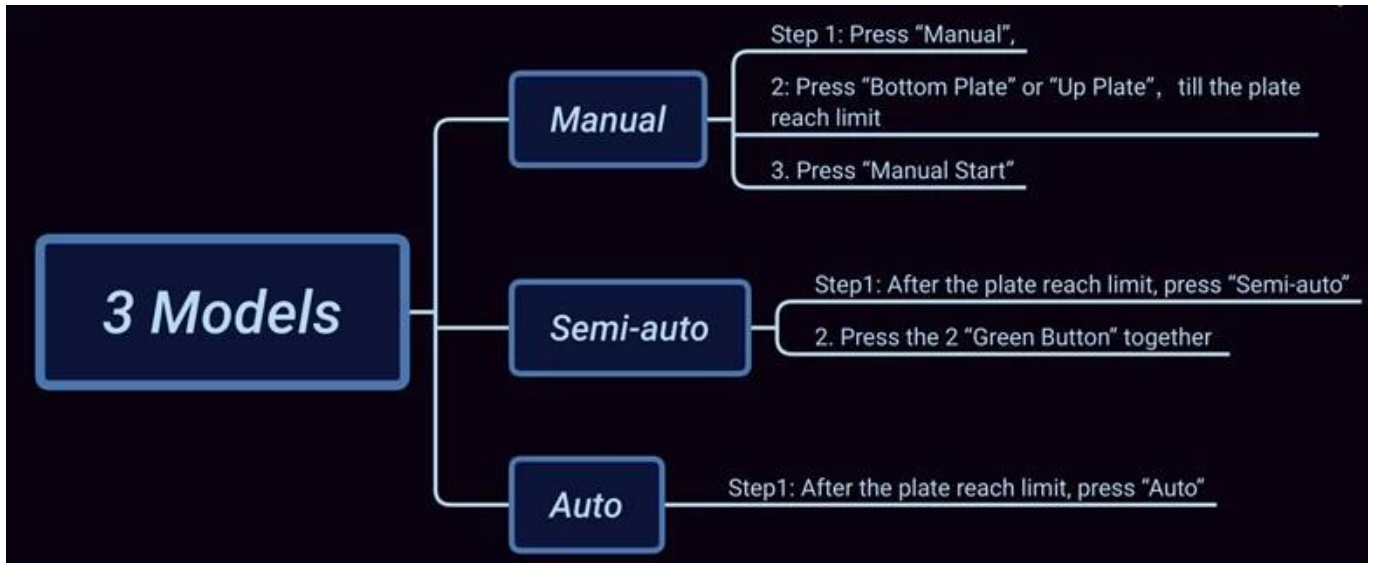 3 Models
Manual
Step 1: Press “Manual”,
2: Press “Bottom Plate” or “Up Plate”, till the plate
reach limit
3. Press “Manual Start”
Semi-auto
Step1: After the plate reach limit, press “Semi-auto”
2. Press the 2 “Green Button” together
Auto
Step1: After the plate reach limit, press “Auto”